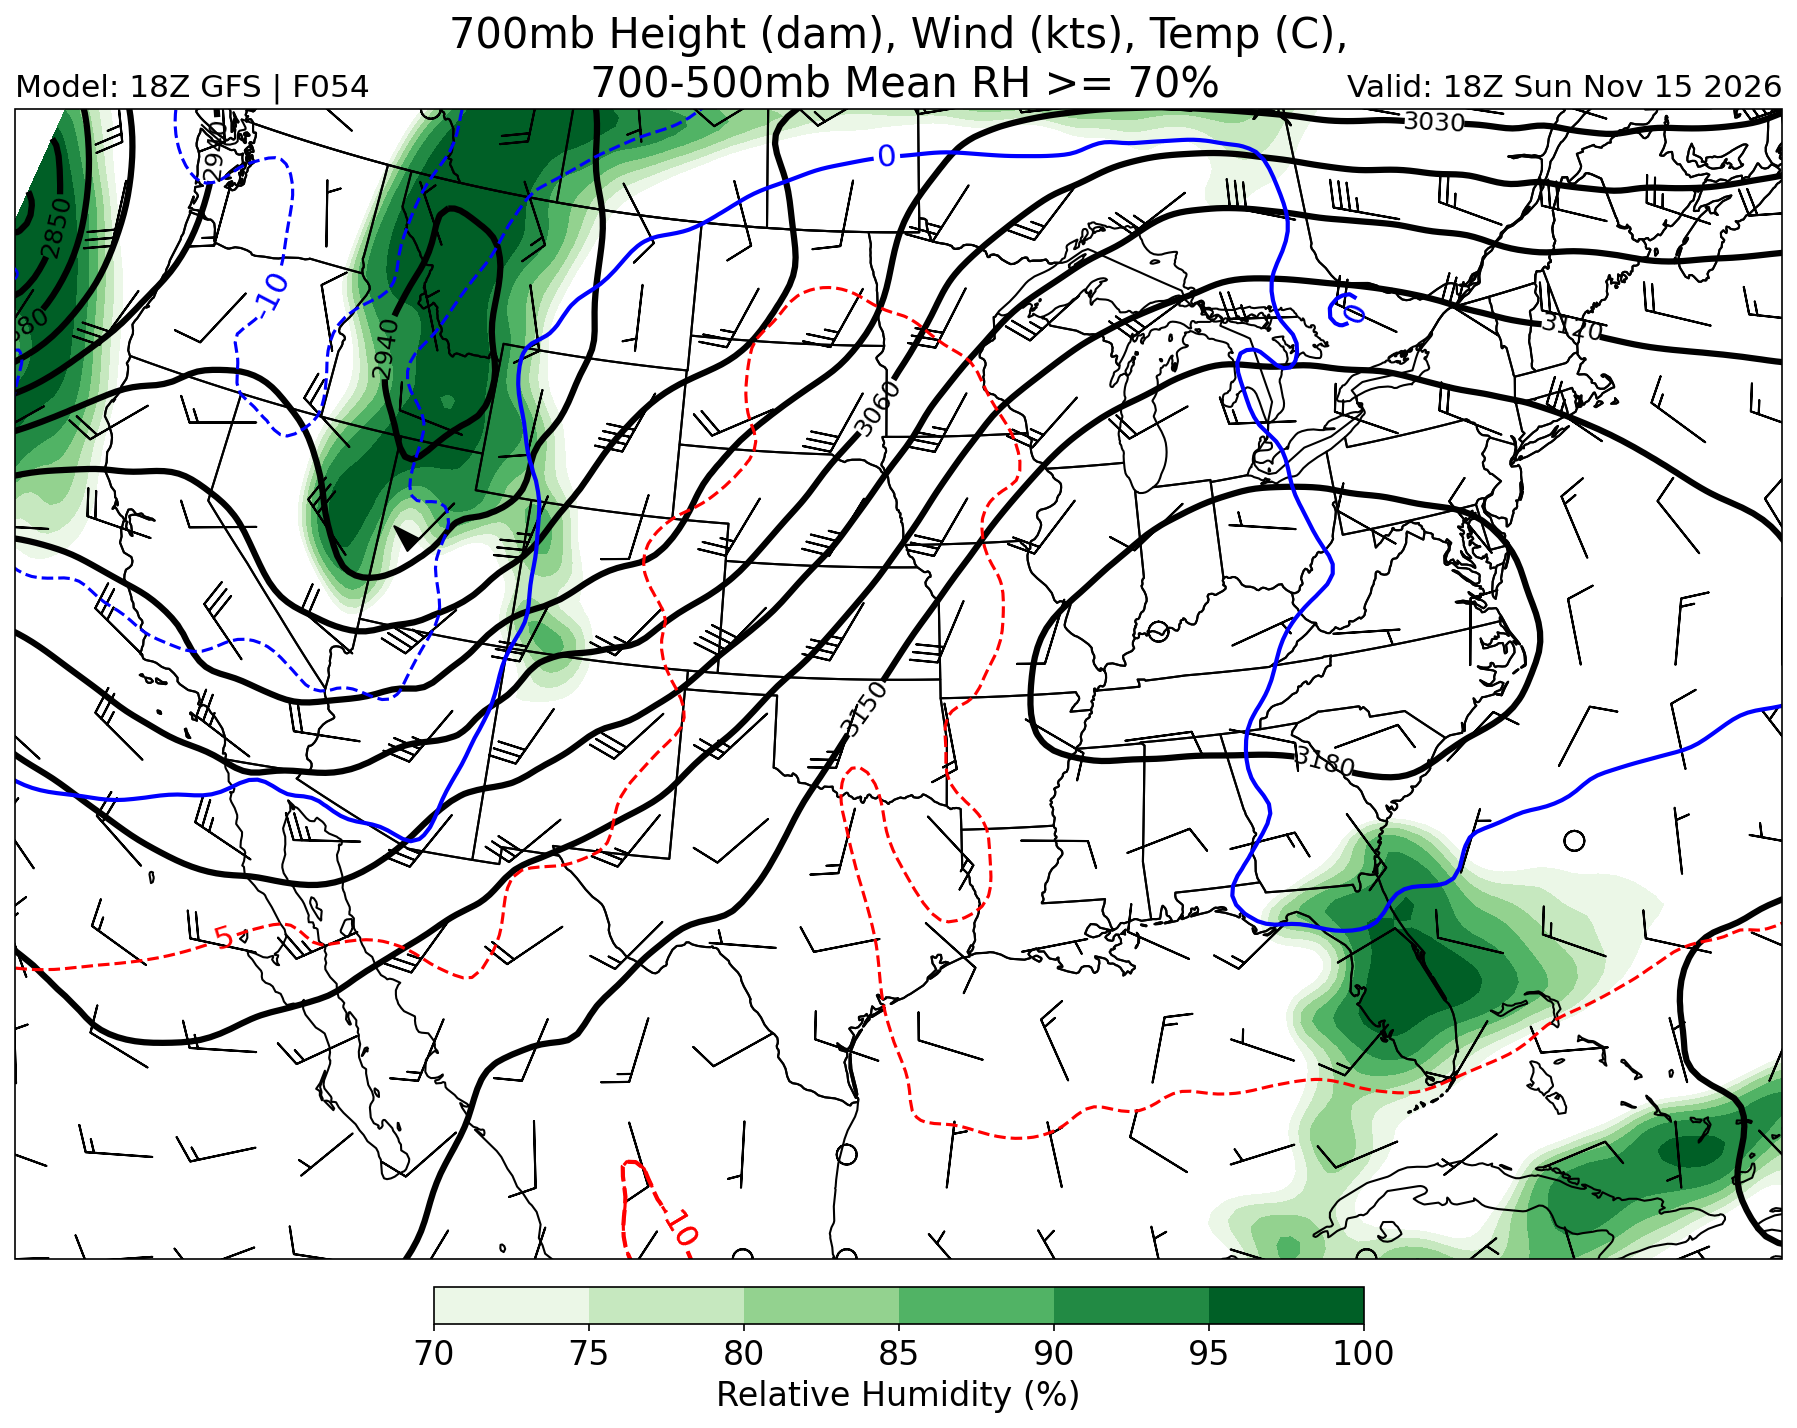 700mb Height (dam), Wind (kts), Temp (C),
Model: 18Z GFS | F054
700-500mb Mean RH >= 70%
Valid: 18Z Sun Nov 15 2026
3030
2940
0
2850
-10
0
3120
2940
3060
3150
3180
5
10
70 75 80 85 90 95 100
Relative Humidity (%)